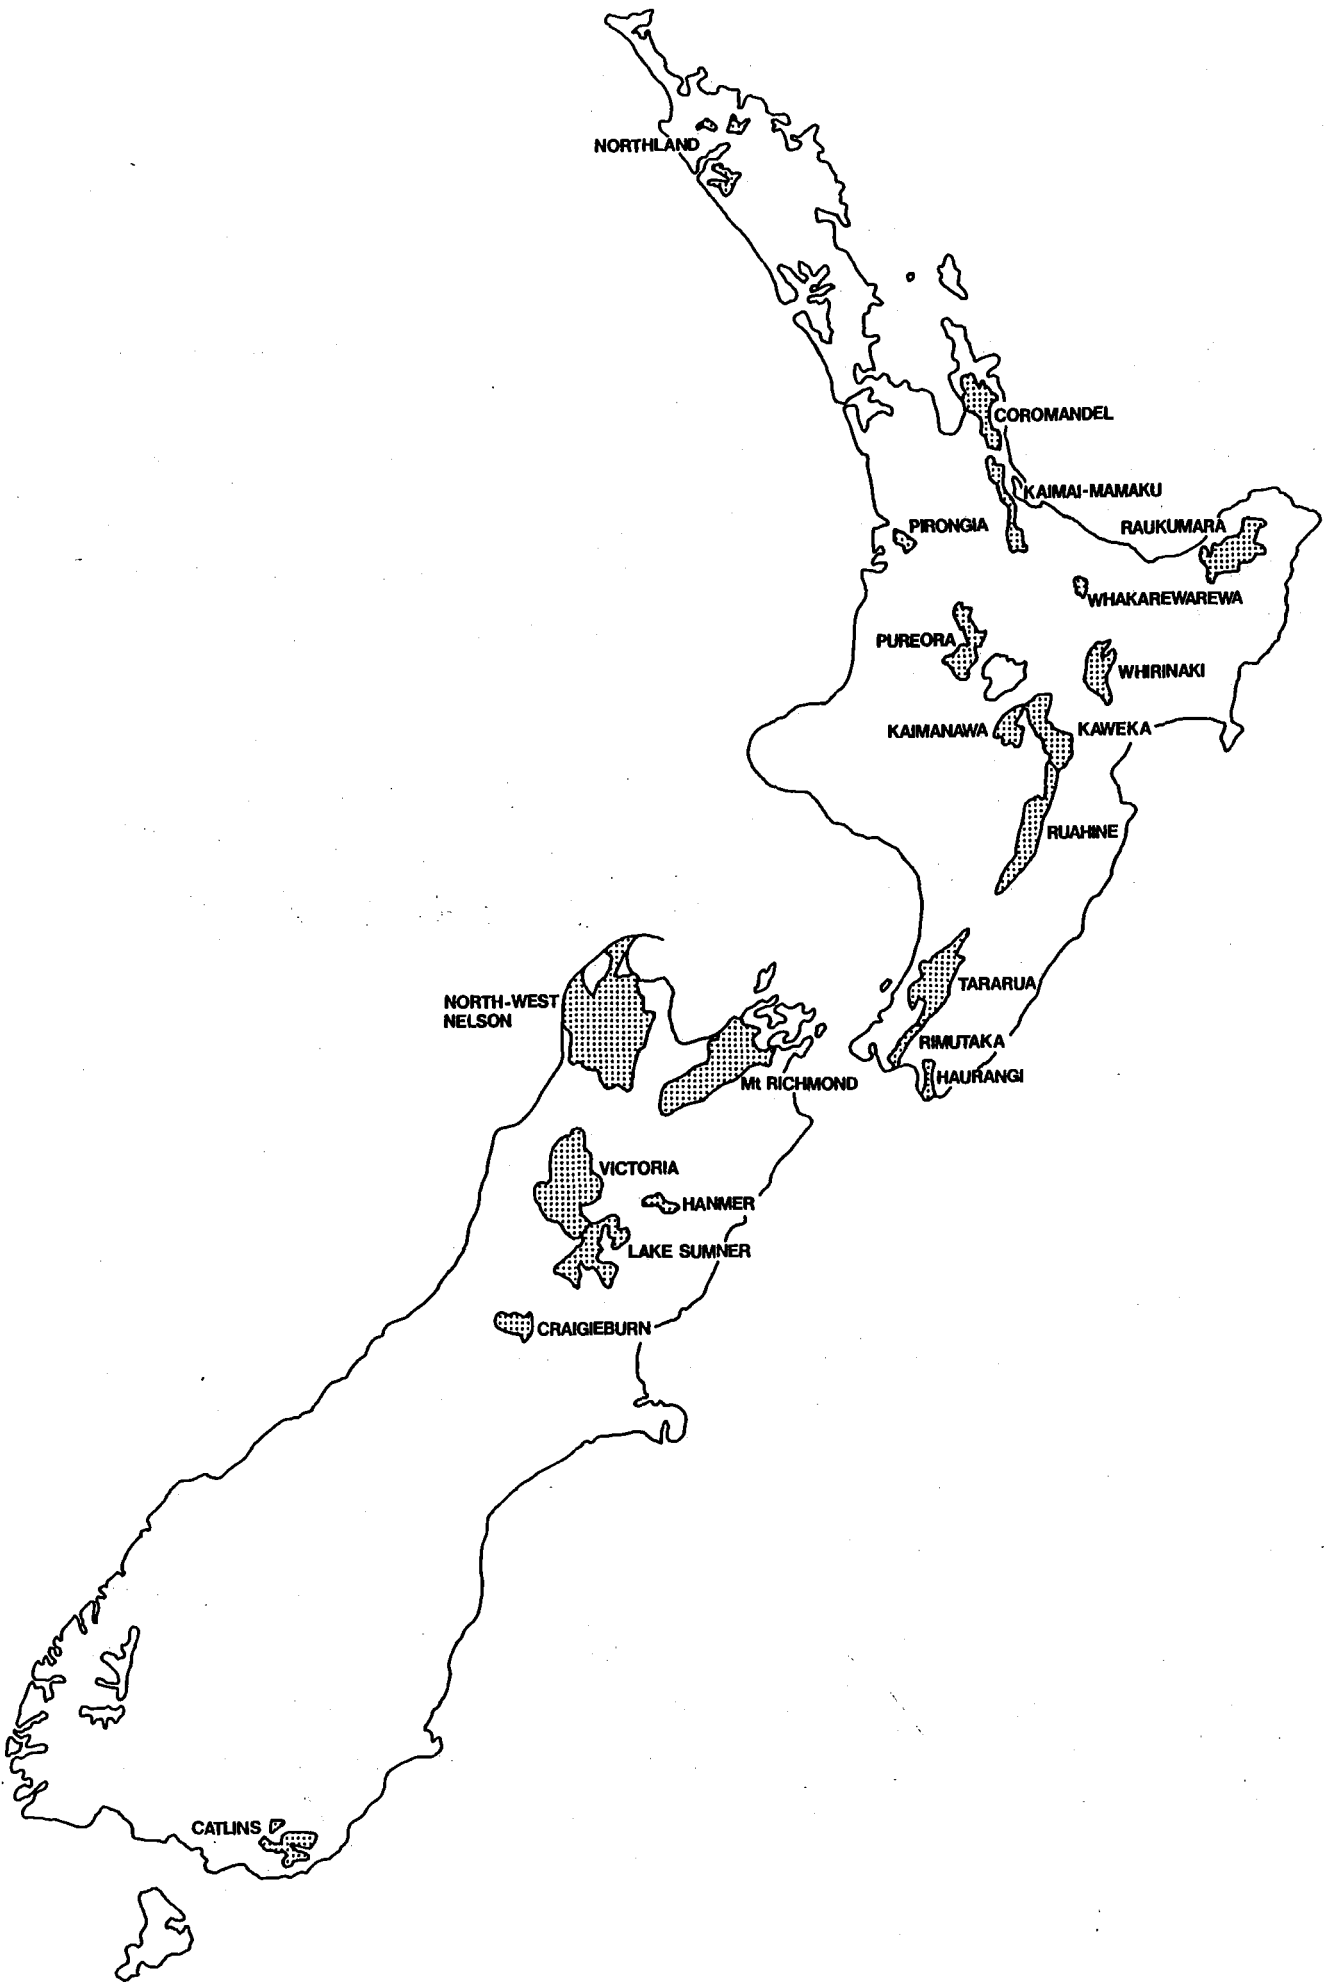 NORTHLAND
COROMANDEL
KAIMAI-MAMAKU
PIRONGIA
RAUKUMARA
WHAKAREWAREWA
PUREORA
WHIRINAKI
KAIMANAWA
KAWEKA
RUAHINE
TARARUA
NORTH-WEST
NELSON
RIMUTAKA
HAURANGI
Mt RICHMOND
VICTORIA
HANMER
LAKE SUMNER
CRAIGIEBURN
CATLINS